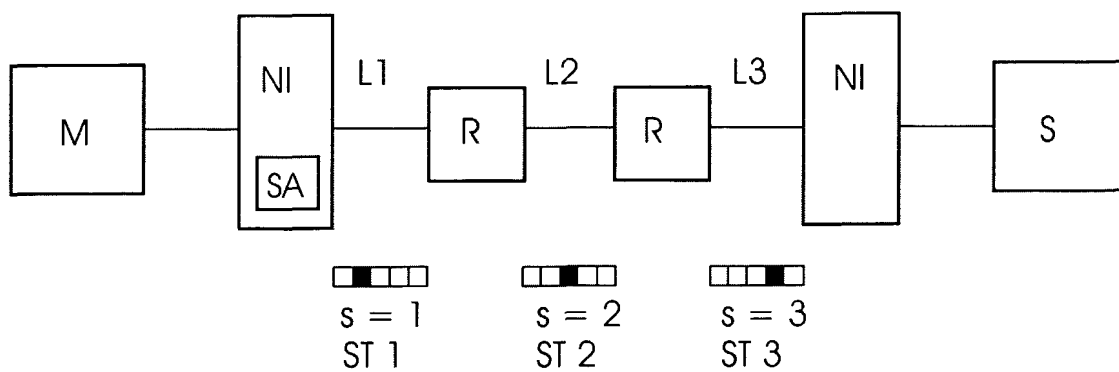 M
NI
SA
L1
R
L2
R
L3
NI
S
s = 1
ST 1
s = 2
ST 2
s = 3
ST 3